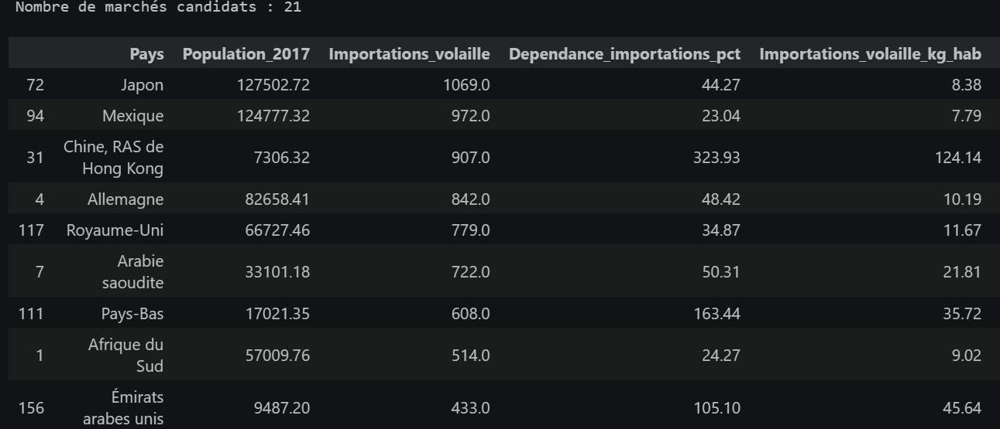 Nombre de marchés candidats : 21
Pays Population_2017 Importations_volaille Dependance_importations_pct Importations_volaille_kg_hab
72 Japon 127502.72 1069.0 44.27 8.38
94 Mexique 124777.32 972.0 23.04 7.79
31 Chine, RAS de Hong Kong 7306.32 907.0 323.93 124.14
4 Allemagne 82658.41 842.0 48.42 10.19
117 Royaume-Uni 66727.46 779.0 34.87 11.67
7 Arabie saoudite 33101.18 722.0 50.31 21.81
111 Pays-Bas 17021.35 608.0 163.44 35.72
1 Afrique du Sud 57009.76 514.0 24.27 9.02
156 Émirats arabes unis 9487.20 433.0 105.10 45.64